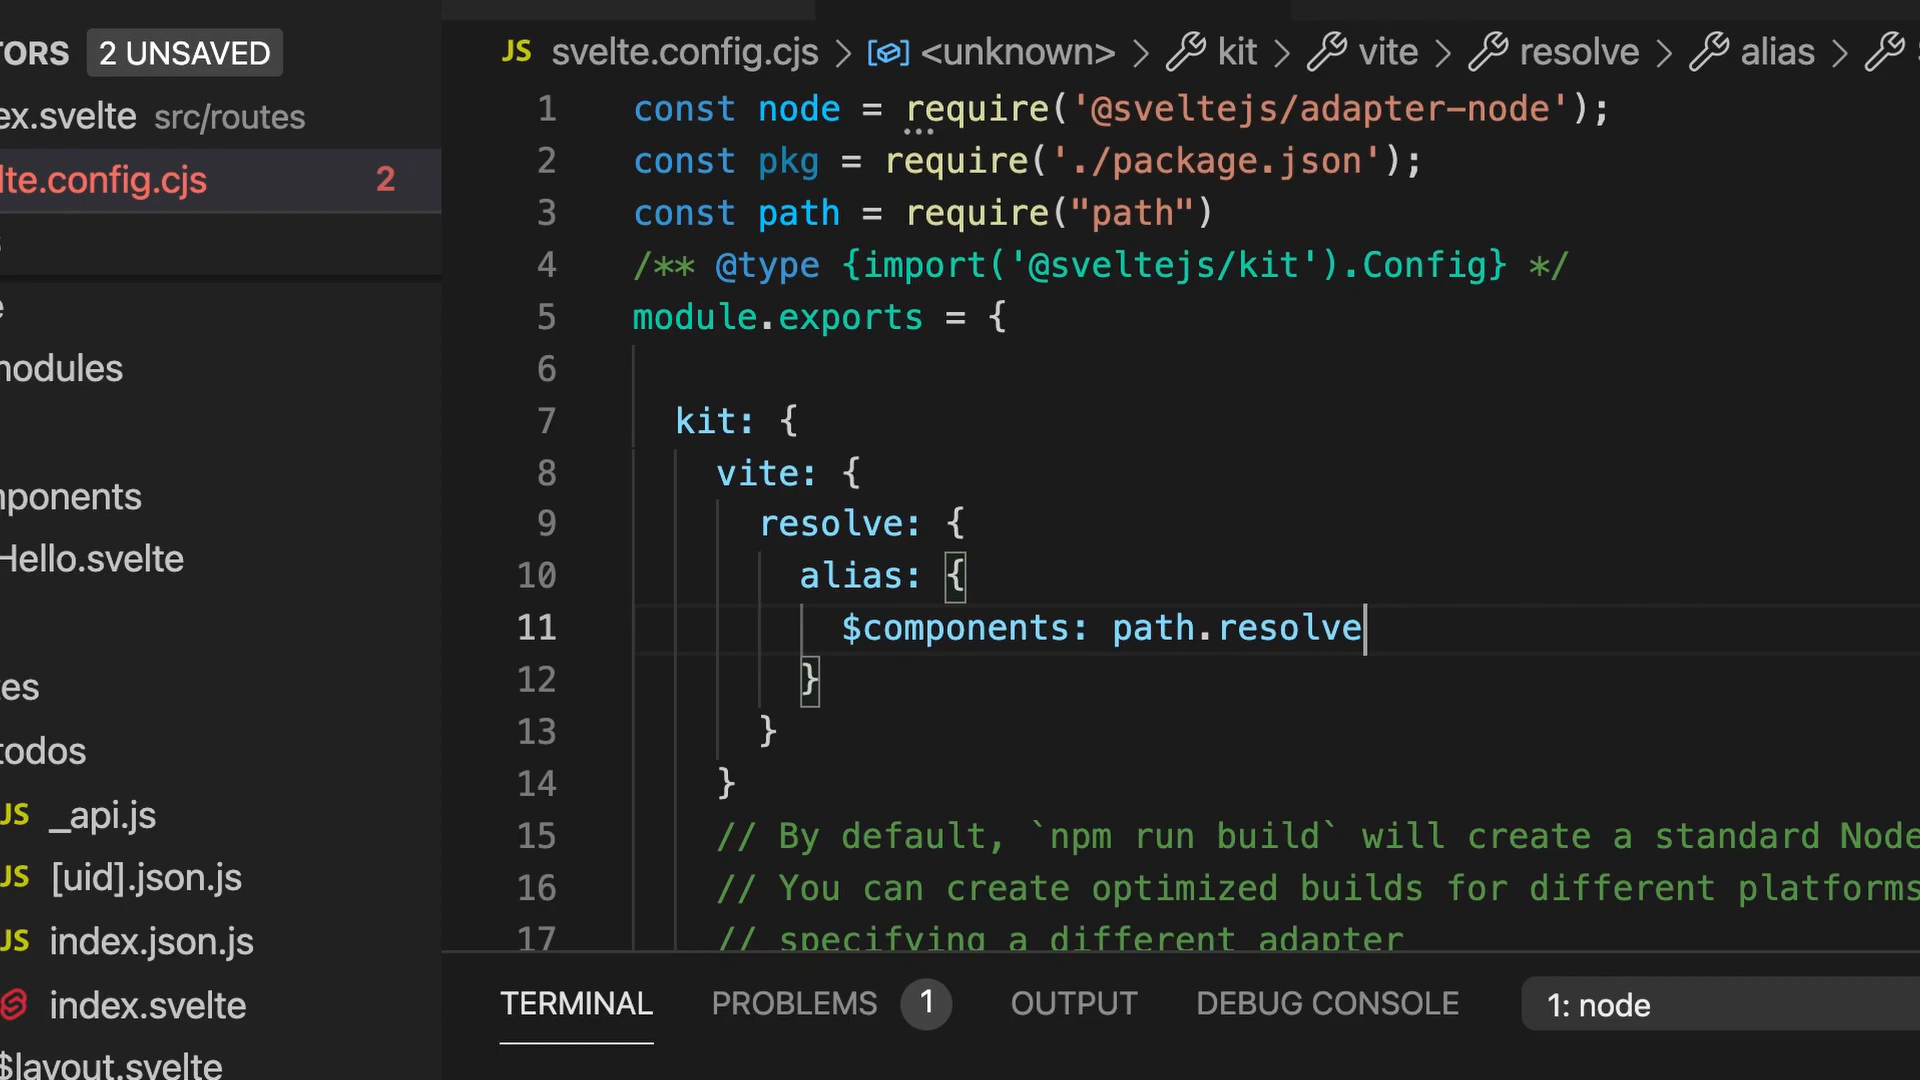 TORS 2 UNSAVED
ex.svelte src/routes
lte.config.cjs 2
s
e
nodules
nponents
Hello.svelte
tes
todos
JS _api.js
JS [uid].json.js
JS index.json.js
index.svelte
$layout.svelte
JS svelte.config.cjs > <unknown> > kit > vite > resolve > alias >
1 const node = require('@sveltejs/adapter-node');
2 const pkg = require('./package.json');
3 const path = require("path")
4 /** @type {import('@sveltejs/kit').Config} */
5 module.exports = {
6
7 kit: {
8 vite: {
9 resolve: {
10 alias: {
11 $components: path.resolve
12 }
13 }
14 }
15 // By default, `npm run build` will create a standard Node
16 // You can create optimized builds for different platforms
17 // specifying a different adapter
TERMINAL PROBLEMS 1 OUTPUT DEBUG CONSOLE 1: node